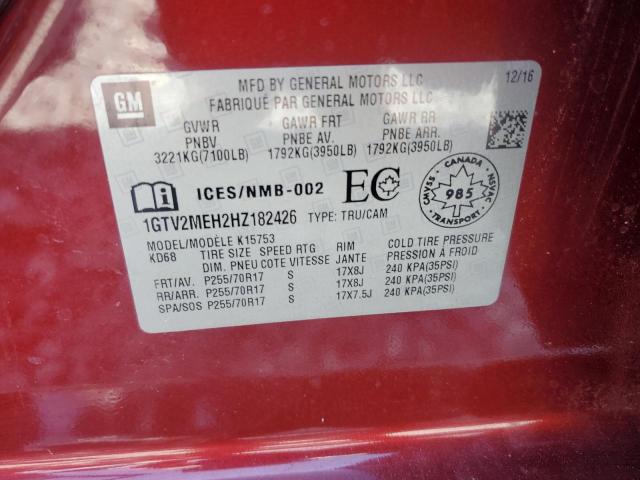 GM
MFD BY GENERAL MOTORS LLC 12/16
FABRIQUÉ PAR GENERAL MOTORS LLC
GVWR GAWR FRT GAWR RR
PNBV PNBE AV. PNBE ARR.
3221KG(7100LB) 1792KG(3950LB) 1792KG(3950LB)
ICES/NMB-002 EC
CANADA
CMVSS 985 NSVAC
1GTV2MEH2HZ182426 TYPE: TRU/CAM
MODEL/MODÈLE K15753
KD68 TIRE SIZE SPEED RTG RIM COLD TIRE PRESSURE
DIM. PNEU COTE VITESSE JANTE PRESSION À FROID
FRT/AV. P255/70R17 S 17X8J 240 KPA(35PSI)
RR/ARR. P255/70R17 S 17X8J 240 KPA(35PSI)
SPA/SOS P255/70R17 S 17X7.5J 240 KPA(35PSI)